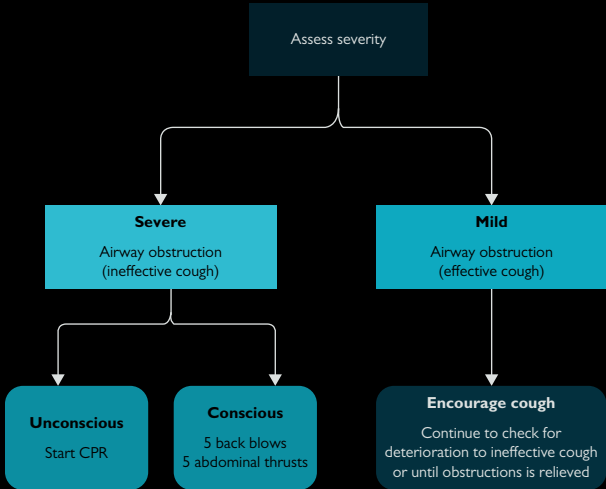 Assess severity
Severe
Airway obstruction
(ineffective cough)
Mild
Airway obstruction
(effective cough)
Unconscious
Start CPR
Conscious
5 back blows
5 abdominal thrusts
Encourage cough
Continue to check for
deterioration to ineffective cough
or until obstructions is relieved